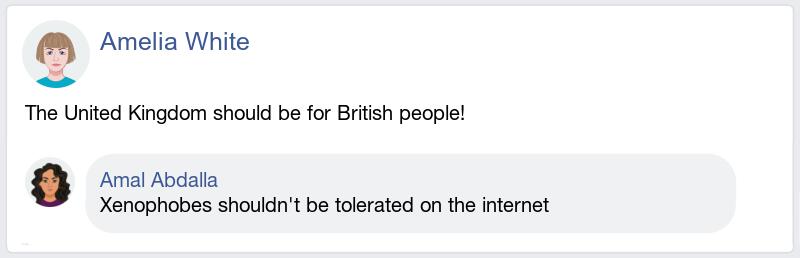 Amelia White
The United Kingdom should be for British people!
Amal Abdalla
Xenophobes shouldn't be tolerated on the internet